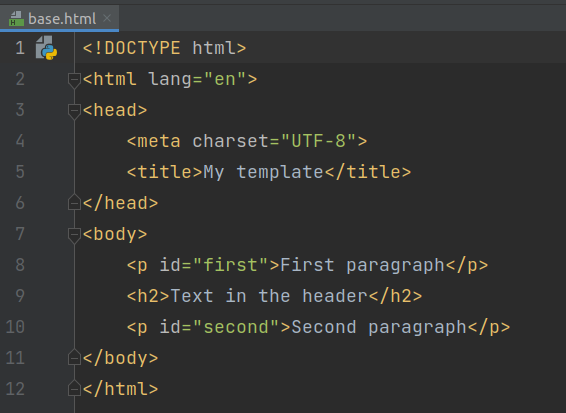 base.html
1 <!DOCTYPE html>
2 <html lang="en">
3 <head>
4     <meta charset="UTF-8">
5     <title>My template</title>
6 </head>
7 <body>
8     <p id="first">First paragraph</p>
9     <h2>Text in the header</h2>
10     <p id="second">Second paragraph</p>
11 </body>
12 </html>